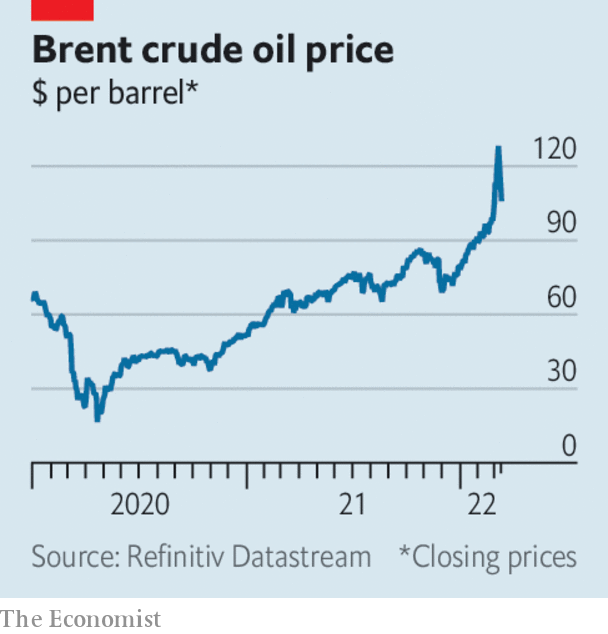 Brent crude oil price
$ per barrel*
120
90
60
30
0
2020 21 22
Source: Refinitiv Datastream *Closing prices
The Economist